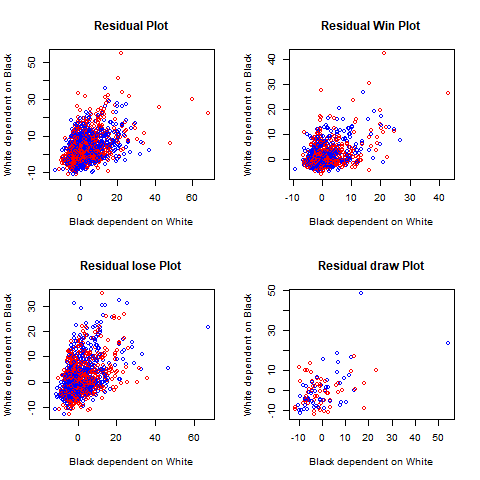 Residual Plot
White dependent on Black
-10 10 30 50
0 20 40 60
Black dependent on White
Residual Win Plot
White dependent on Black
0 10 20 30 40
-10 0 10 20 30 40
Black dependent on White
Residual lose Plot
White dependent on Black
-10 0 10 20 30
0 20 40 60
Black dependent on White
Residual draw Plot
White dependent on Black
-10 10 30 50
-10 0 10 20 30 40 50
Black dependent on White